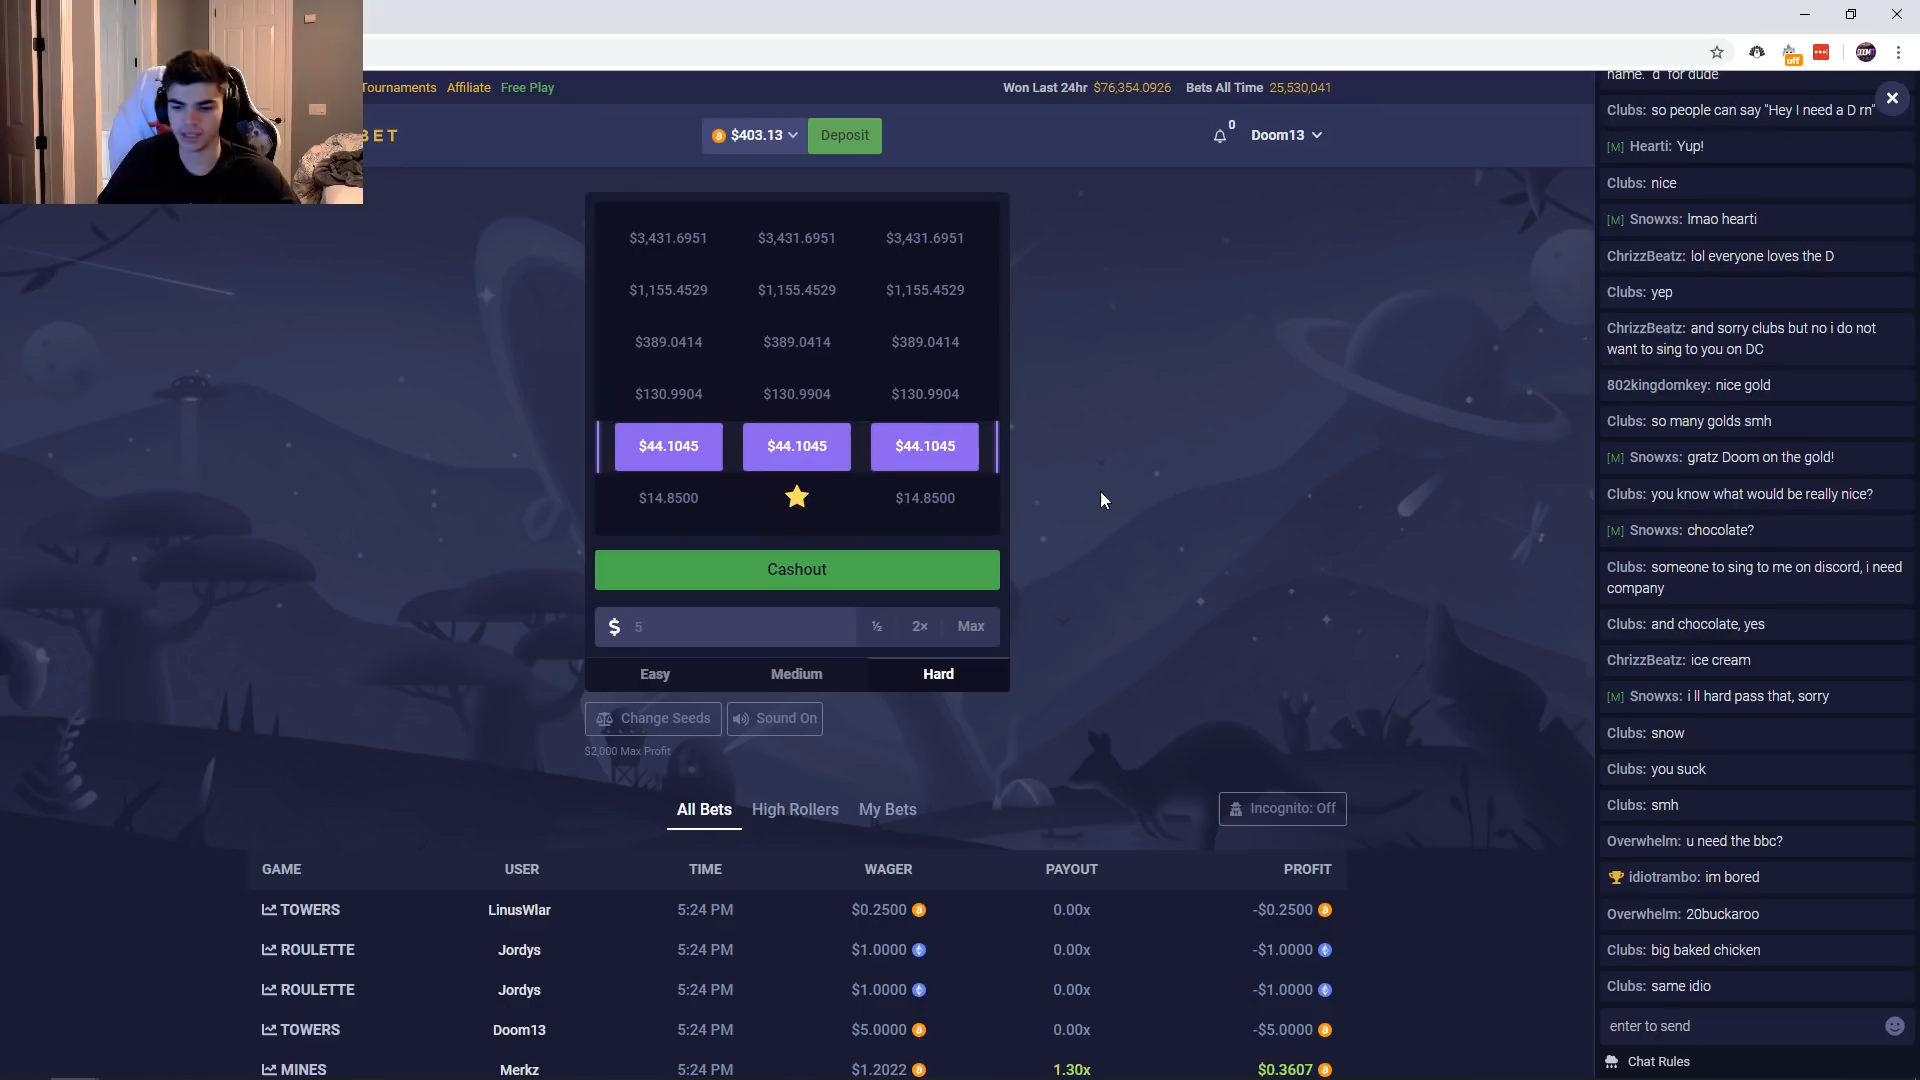 Tournaments Affiliate Free Play
Won Last 24hr $76,354.0926 Bets All Time 25,530,041
BET
$403.13 Deposit
0
Doom13
off
DOOM
$3,431.6951 $3,431.6951 $3,431.6951
$1,155.4529 $1,155.4529 $1,155.4529
$389.0414 $389.0414 $389.0414
$130.9904 $130.9904 $130.9904
$44.1045 $44.1045 $44.1045
$14.8500 $14.8500
Cashout
$ 5 ½ 2× Max
Easy Medium Hard
Change Seeds Sound On
$2,000 Max Profit
All Bets High Rollers My Bets
Incognito: Off
GAME USER TIME WAGER PAYOUT PROFIT
TOWERS LinusWlar 5:24 PM $0.2500 0.00x -$0.2500
ROULETTE Jordys 5:24 PM $1.0000 0.00x -$1.0000
ROULETTE Jordys 5:24 PM $1.0000 0.00x -$1.0000
TOWERS Doom13 5:24 PM $5.0000 0.00x -$5.0000
MINES Merkz 5:24 PM $1.2022 1.30x $0.3607
name. "d" for dude
Clubs: so people can say "Hey I need a D rn"
[M] Hearti: Yup!
Clubs: nice
[M] Snowxs: lmao hearti
ChrizzBeatz: lol everyone loves the D
Clubs: yep
ChrizzBeatz: and sorry clubs but no i do not
want to sing to you on DC
802kingdomkey: nice gold
Clubs: so many golds smh
[M] Snowxs: gratz Doom on the gold!
Clubs: you know what would be really nice?
[M] Snowxs: chocolate?
Clubs: someone to sing to me on discord, i need
company
Clubs: and chocolate, yes
ChrizzBeatz: ice cream
[M] Snowxs: i ll hard pass that, sorry
Clubs: snow
Clubs: you suck
Clubs: smh
Overwhelm: u need the bbc?
idiotrambo: im bored
Overwhelm: 20buckaroo
Clubs: big baked chicken
Clubs: same idio
enter to send
Chat Rules